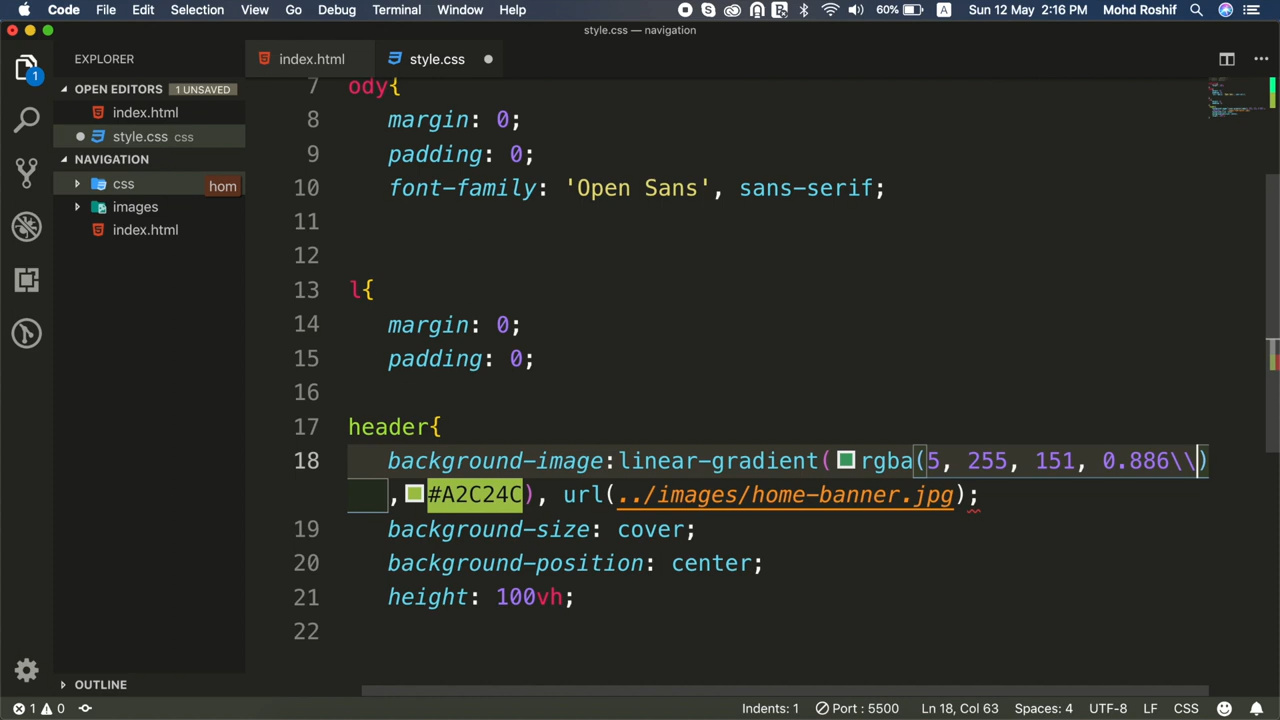 Code File Edit Selection View Go Debug Terminal Window Help 60% A Sun 12 May 2:16 PM Mohd Roshif
style.css — navigation
EXPLORER
index.html
style.css
OPEN EDITORS 1 UNSAVED
index.html
style.css css
NAVIGATION
css hom
images
index.html
1
7 ody{
8 margin: 0;
9 padding: 0;
10 font-family: 'Open Sans', sans-serif;
11
12
13 l{
14 margin: 0;
15 padding: 0;
16
17 header{
18 background-image:linear-gradient(rgba(5, 255, 151, 0.886\\)
,#A2C24C), url(../images/home-banner.jpg);
19 background-size: cover;
20 background-position: center;
21 height: 100vh;
22
OUTLINE
1 0 Indents: 1 Port : 5500 Ln 18, Col 63 Spaces: 4 UTF-8 LF CSS